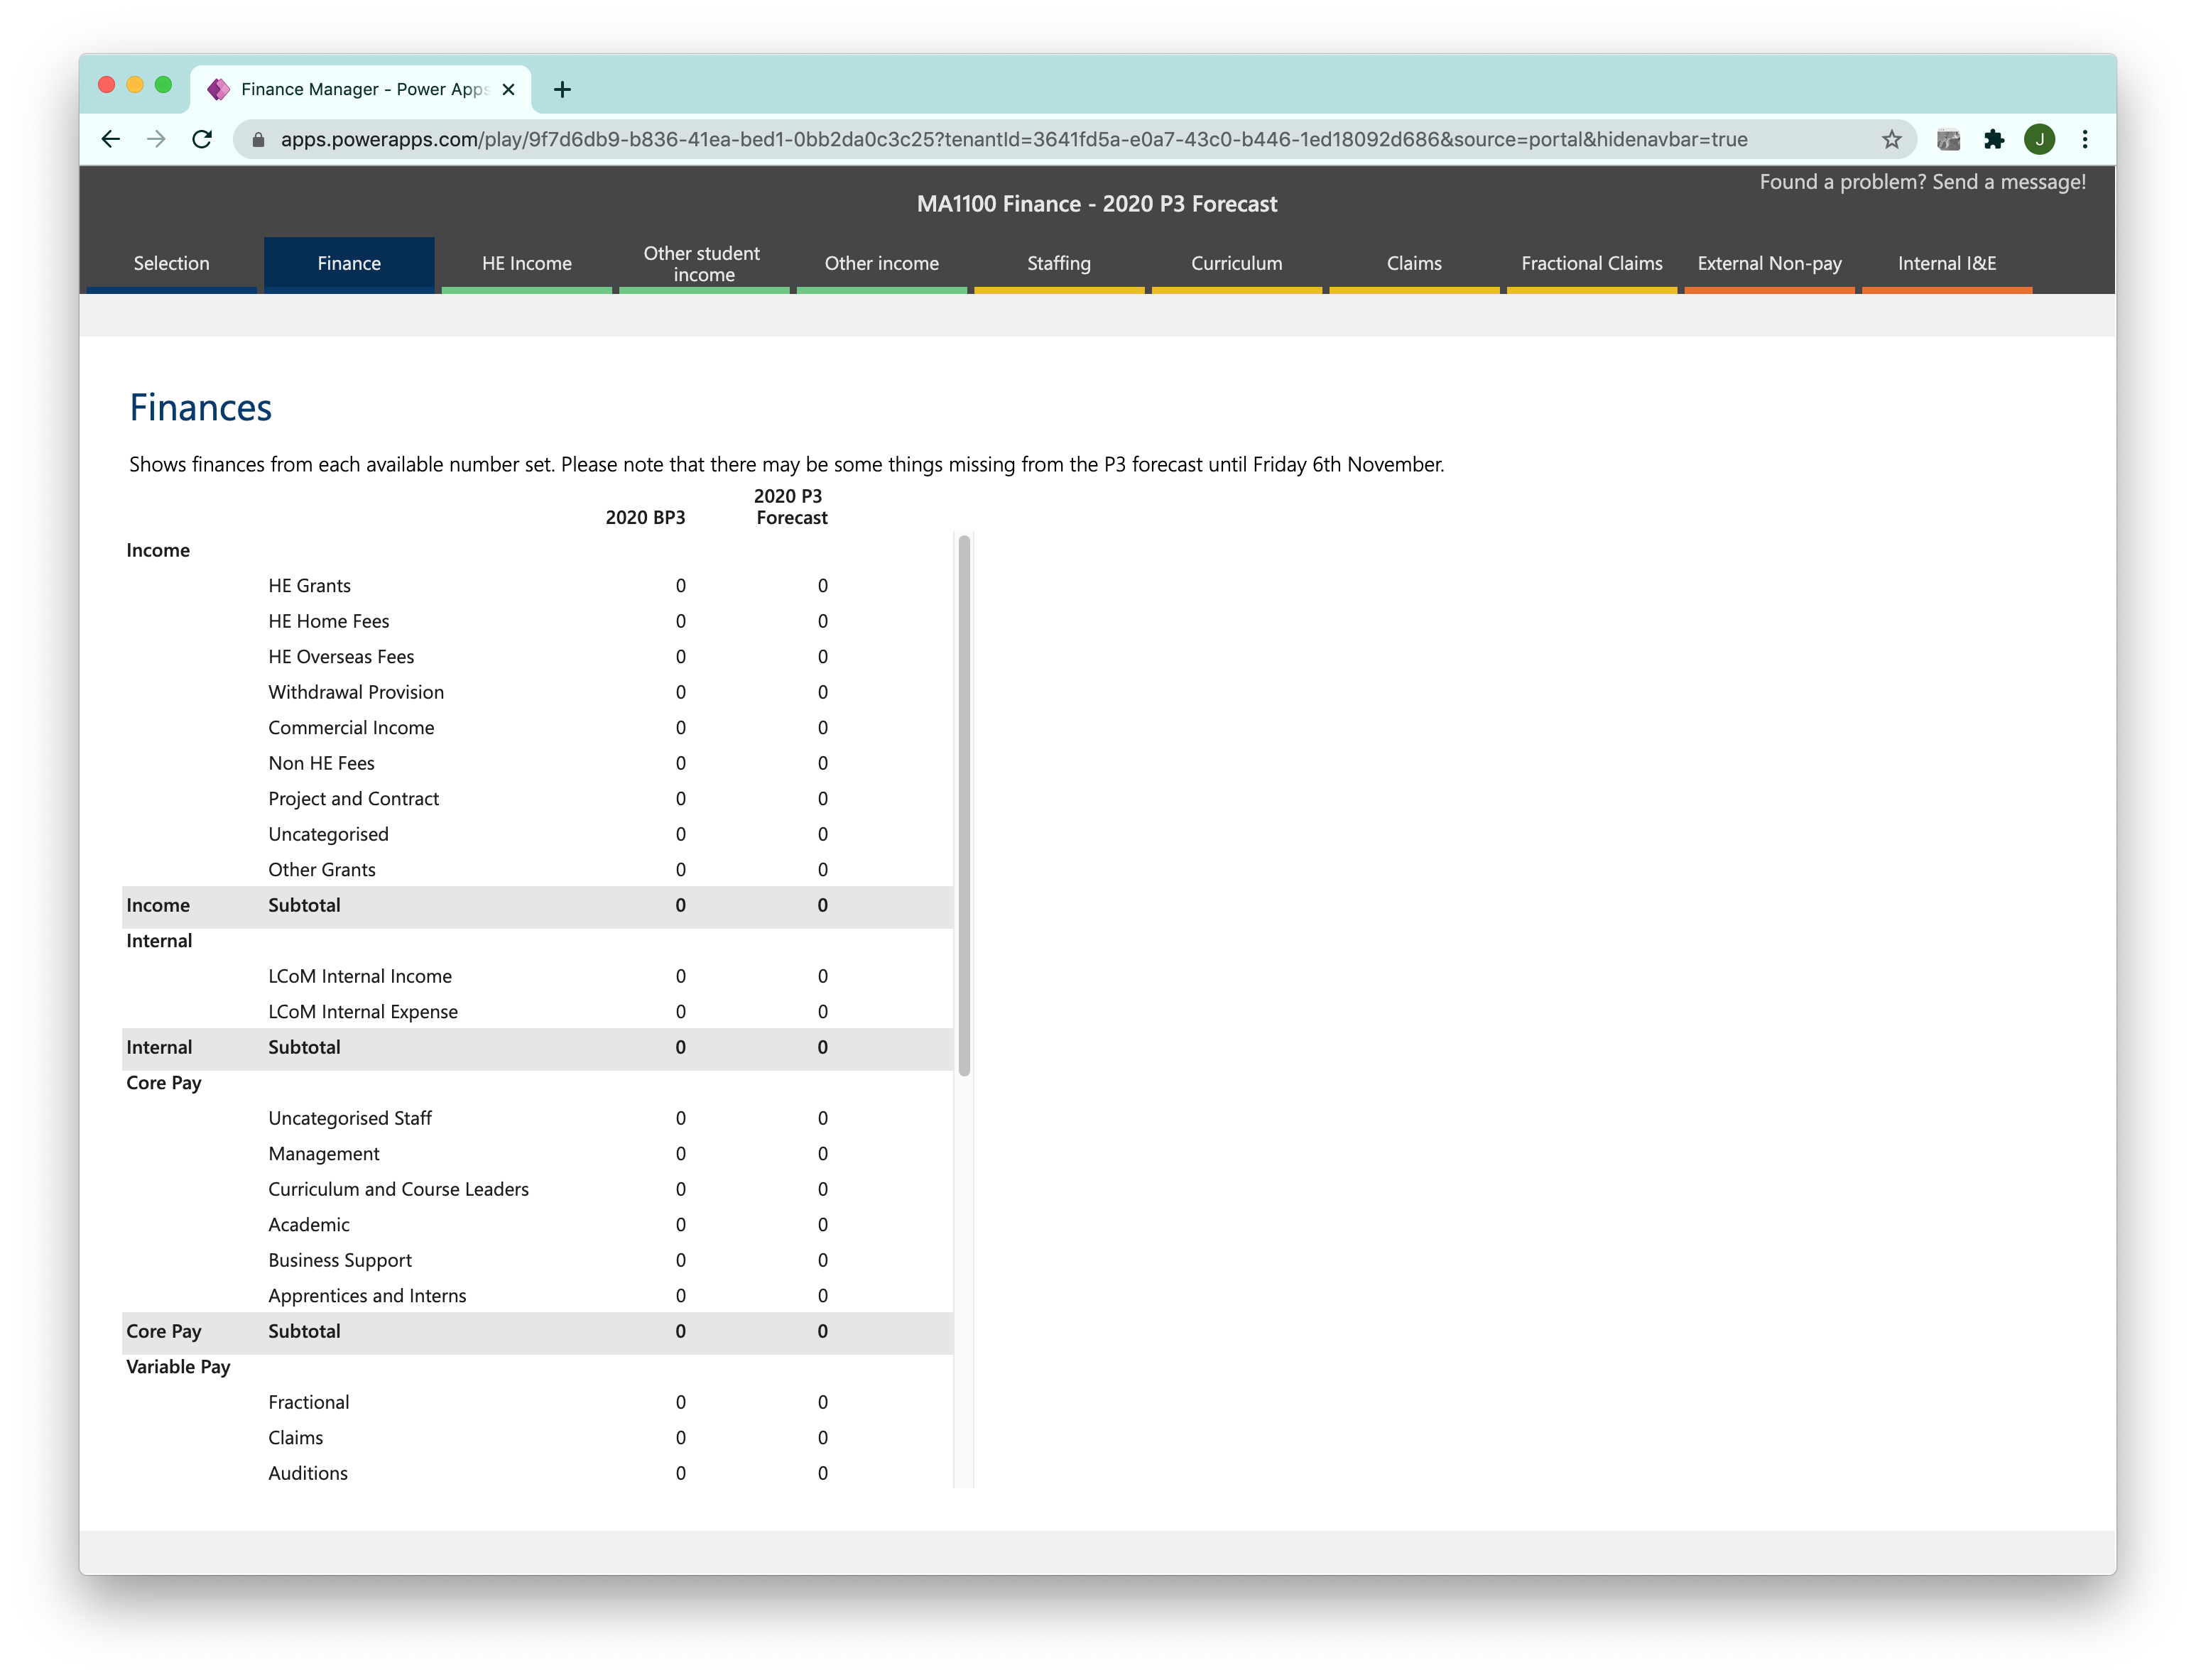 Finance Manager - Power Apps
apps.powerapps.com/play/9f7d6db9-b836-41ea-bed1-0bb2da0c3c25?tenantId=3641fd5a-e0a7-43c0-b446-1ed18092d686&source=portal&hidenavbar=true
J
Found a problem? Send a message!
MA1100 Finance - 2020 P3 Forecast
Selection Finance HE Income Other student income Other income Staffing Curriculum Claims Fractional Claims External Non-pay Internal I&E
Finances
Shows finances from each available number set. Please note that there may be some things missing from the P3 forecast until Friday 6th November.
2020 BP3 2020 P3 Forecast
Income
HE Grants 0 0
HE Home Fees 0 0
HE Overseas Fees 0 0
Withdrawal Provision 0 0
Commercial Income 0 0
Non HE Fees 0 0
Project and Contract 0 0
Uncategorised 0 0
Other Grants 0 0
Income Subtotal 0 0
Internal
LCoM Internal Income 0 0
LCoM Internal Expense 0 0
Internal Subtotal 0 0
Core Pay
Uncategorised Staff 0 0
Management 0 0
Curriculum and Course Leaders 0 0
Academic 0 0
Business Support 0 0
Apprentices and Interns 0 0
Core Pay Subtotal 0 0
Variable Pay
Fractional 0 0
Claims 0 0
Auditions 0 0